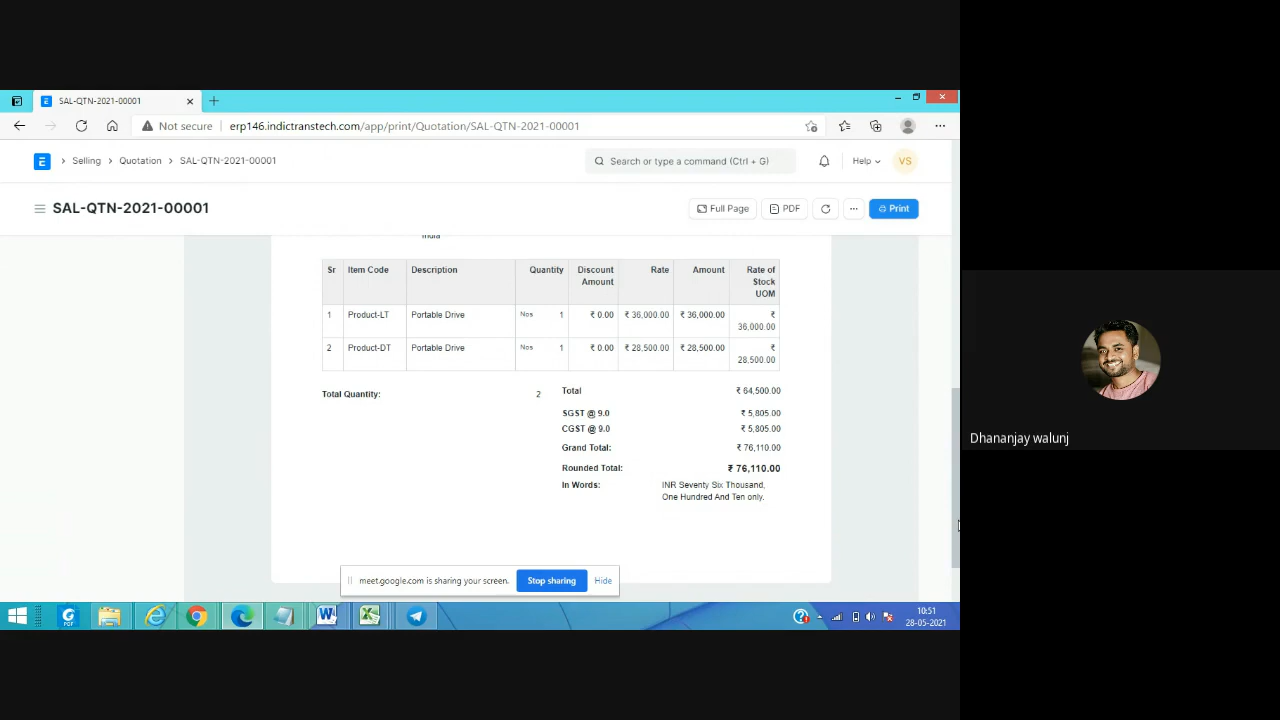 SAL-QTN-2021-00001
Not secure erp146.indictranstech.com/app/print/Quotation/SAL-QTN-2021-00001
E Selling Quotation SAL-QTN-2021-00001 Search or type a command (Ctrl + G) Help VS
SAL-QTN-2021-00001 Full Page PDF ... Print
India
Sr Item Code Description Quantity Discount Amount Rate Amount Rate of Stock UOM
1 Product-LT Portable Drive Nos 1 ₹ 0.00 ₹ 36,000.00 ₹ 36,000.00 ₹ 36,000.00
2 Product-DT Portable Drive Nos 1 ₹ 0.00 ₹ 28,500.00 ₹ 28,500.00 ₹ 28,500.00
Total Quantity: 2 Total ₹ 64,500.00
SGST @ 9.0 ₹ 5,805.00
CGST @ 9.0 ₹ 5,805.00
Grand Total: ₹ 76,110.00
Rounded Total: ₹ 76,110.00
In Words: INR Seventy Six Thousand,
One Hundred And Ten only.
meet.google.com is sharing your screen. Stop sharing Hide
10:51
28-05-2021
Dhananjay walunj